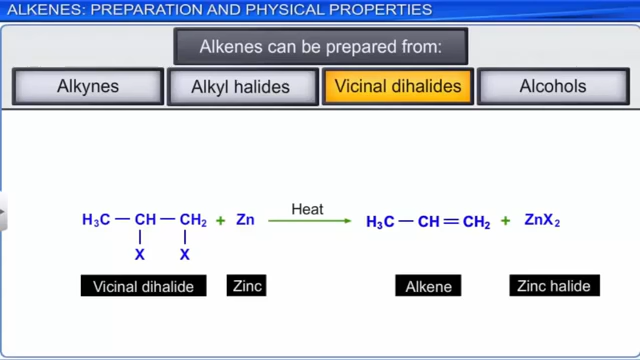 ALKENES: PREPARATION AND PHYSICAL PROPERTIES
Alkenes can be prepared from:
Alkynes Alkyl halides Vicinal dihalides Alcohols
Heat
H₃C — CH — CH₂ + Zn → H₃C — CH = CH₂ + ZnX₂
X X
Vicinal dihalide Zinc Alkene Zinc halide